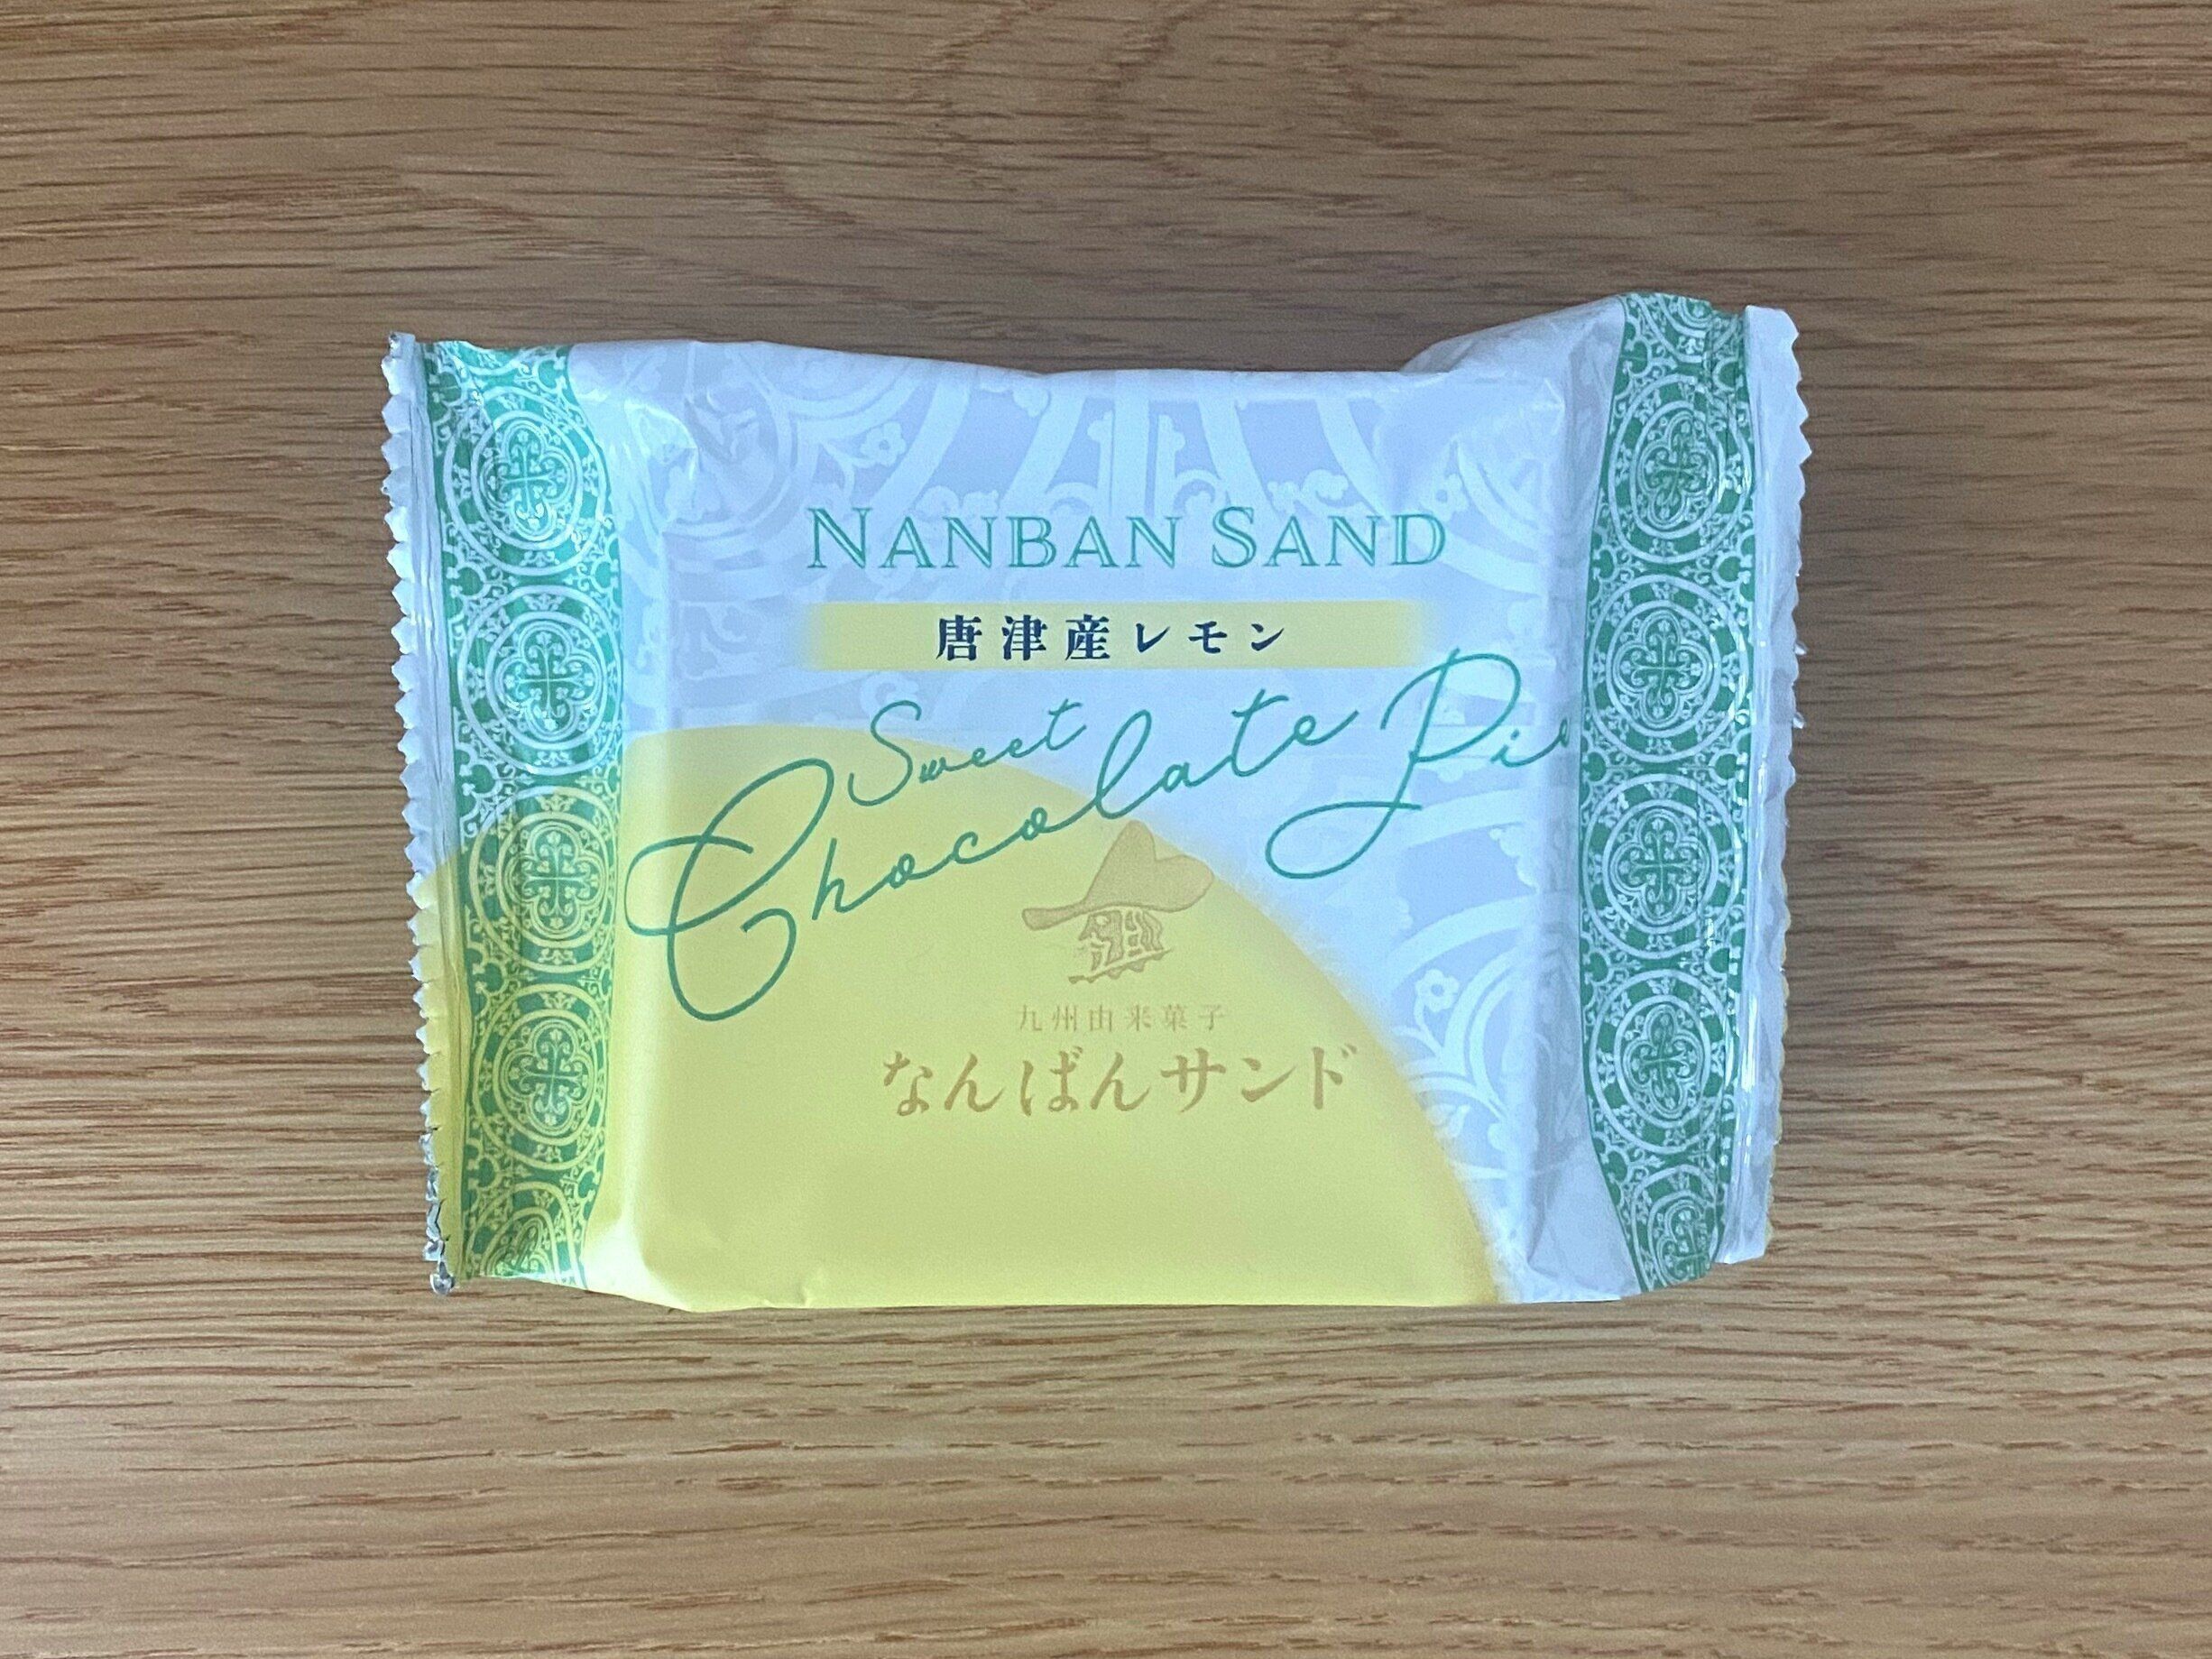 NANBAN SAND
唐津産レモン
Sweet
Chocolate Pie
九州由来菓子
なんばんサンド